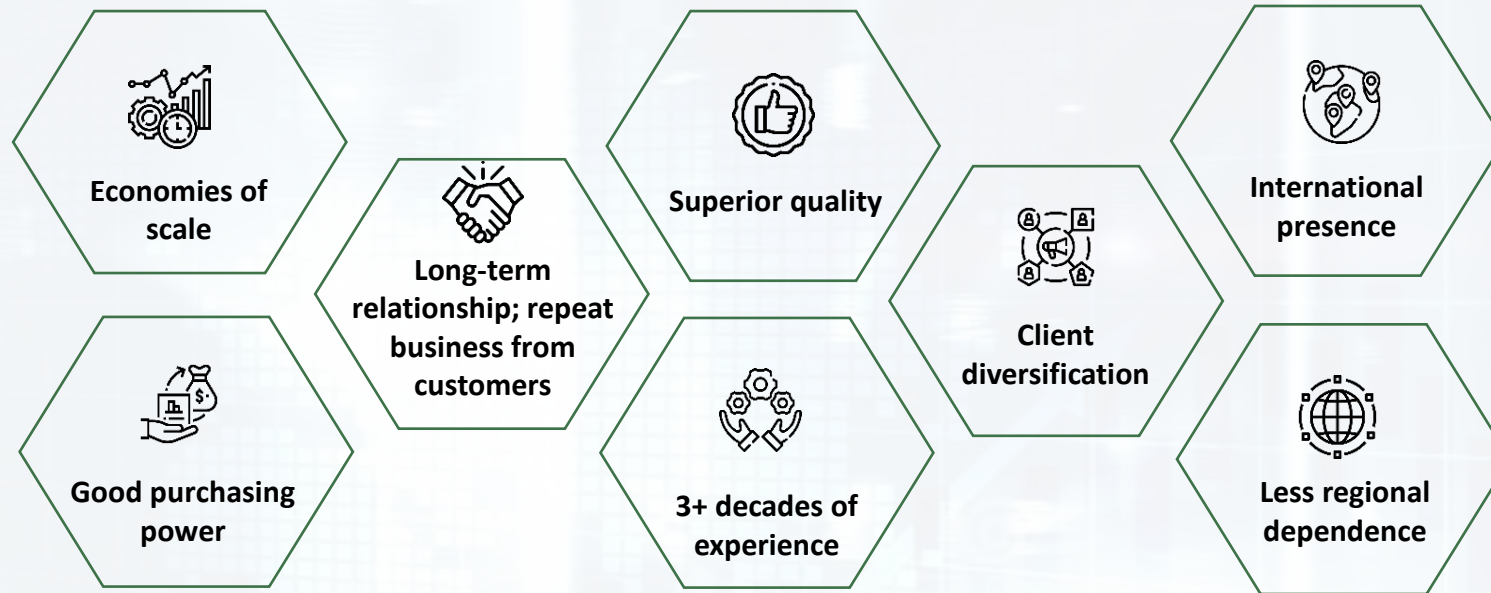 Economies of
scale
Long-term
relationship; repeat
business from
customers
Superior quality
Client
diversification
International
presence
Good purchasing
power
3+ decades of
experience
Less regional
dependence